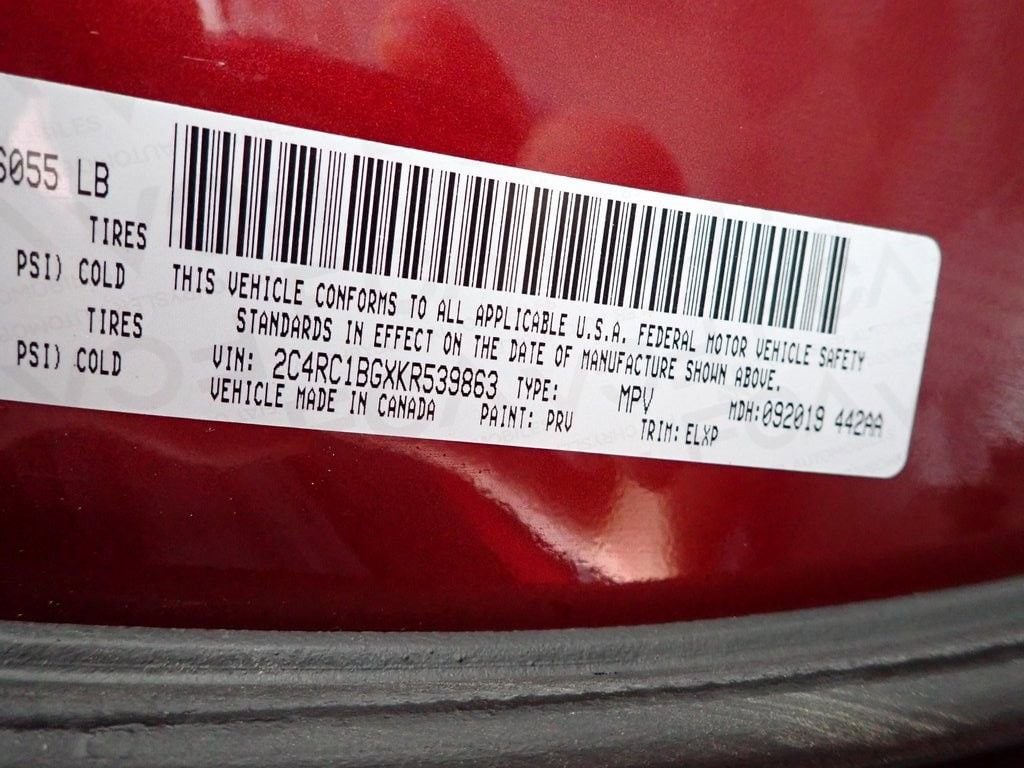 6055 LB
TIRES
PSI) COLD
TIRES
PSI) COLD
THIS VEHICLE CONFORMS TO ALL APPLICABLE U.S.A. FEDERAL MOTOR VEHICLE SAFETY
STANDARDS IN EFFECT ON THE DATE OF MANUFACTURE SHOWN ABOVE.
VIN: 2C4RC1BGXKR539863 TYPE: MPV MDH:092019 442AA
VEHICLE MADE IN CANADA PAINT: PRV TRIM: ELXP